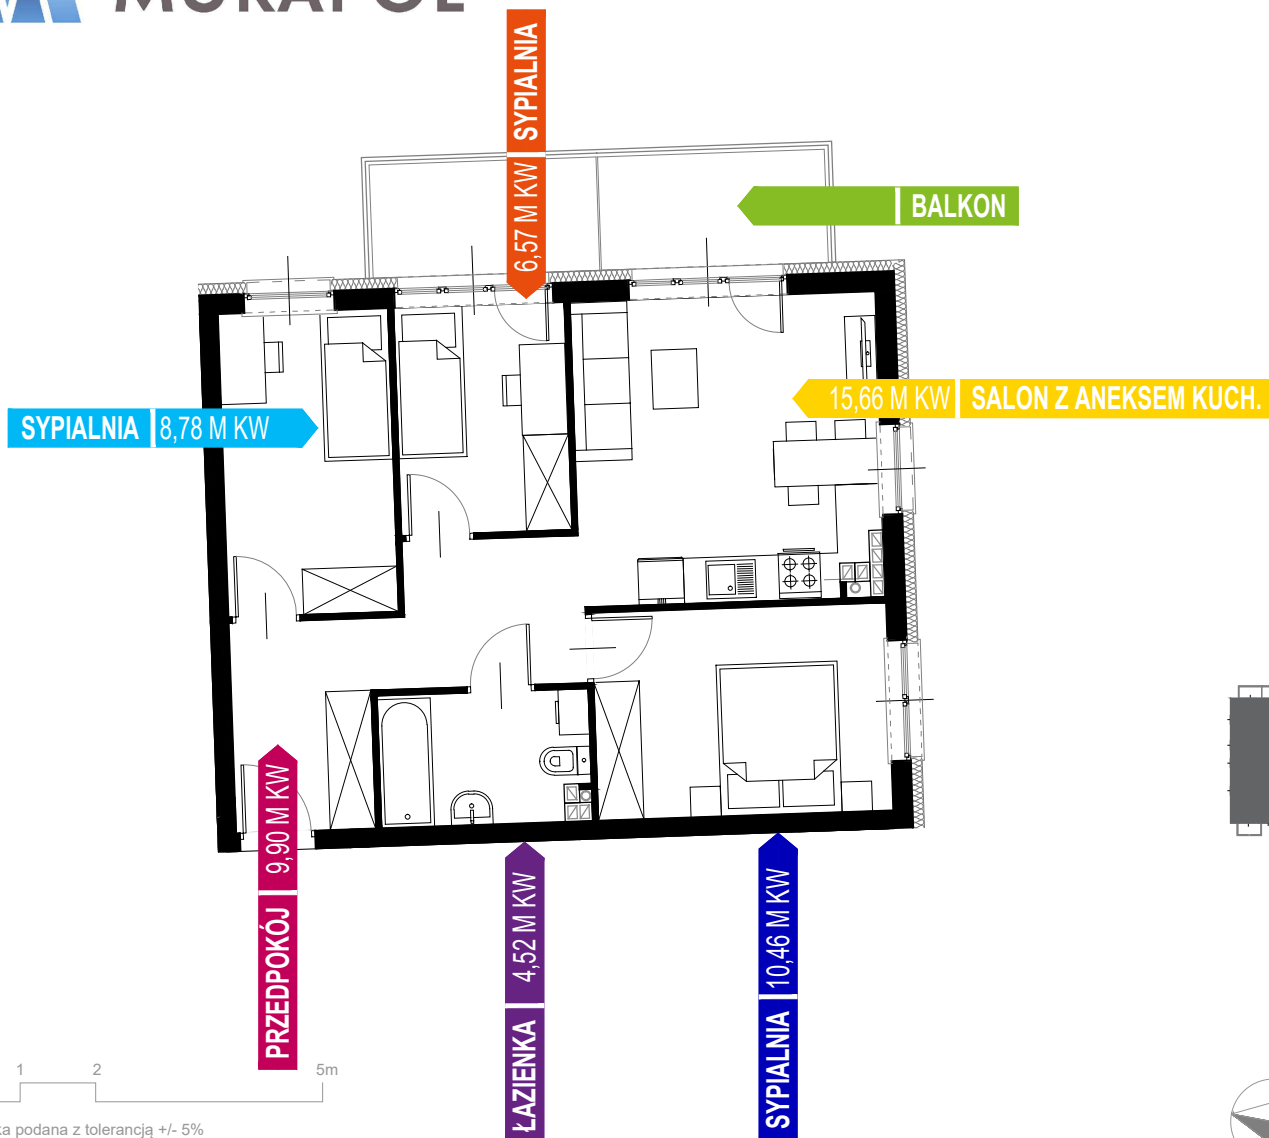 SYPIALNIA 6,57 M KW
BALKON
15,66 M KW SALON Z ANEKSEM KUCH.
SYPIALNIA 8,78 M KW
PRZEDPOKÓJ 9,90 M KW
ŁAZIENKA 4,52 M KW
SYPIALNIA 10,46 M KW
1 2 5m
podana z tolerancją +/- 5%